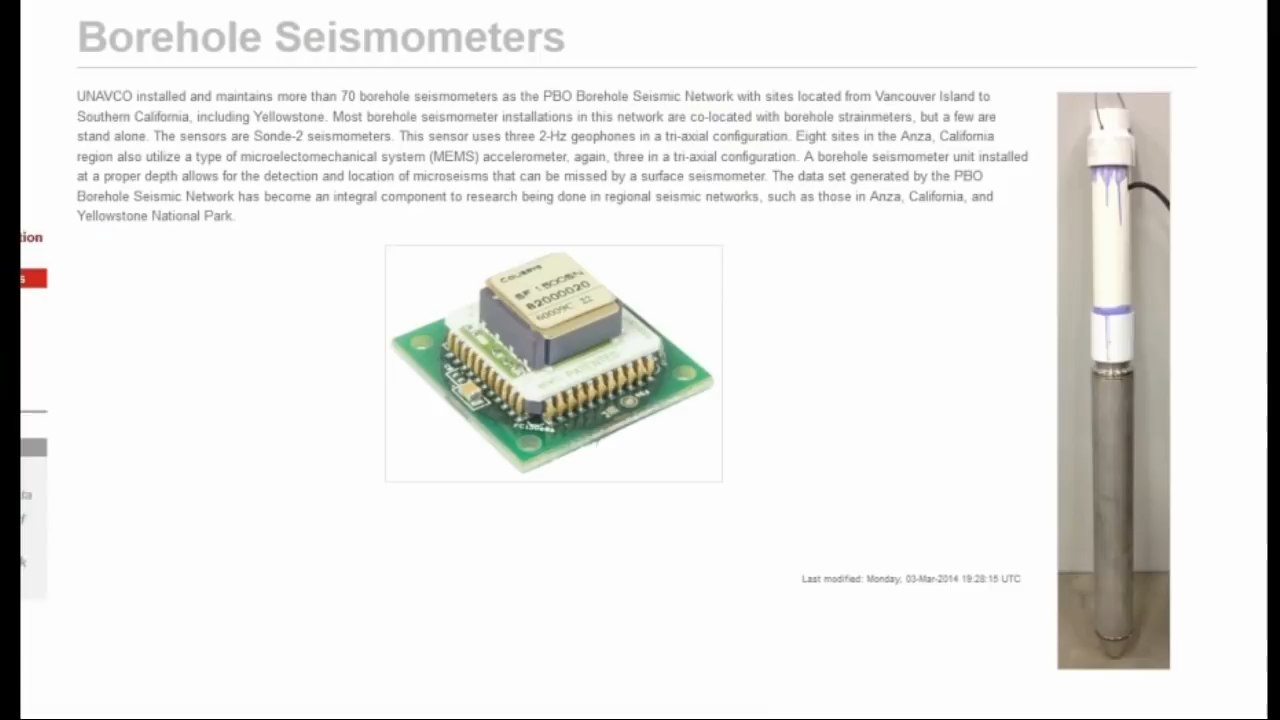 Borehole Seismometers
UNAVCO installed and maintains more than 70 borehole seismometers as the PBO Borehole Seismic Network with sites located from Vancouver Island to
Southern California, including Yellowstone. Most borehole seismometer installations in this network are co-located with borehole strainmeters, but a few are
stand alone. The sensors are Sonde-2 seismometers. This sensor uses three 2-Hz geophones in a tri-axial configuration. Eight sites in the Anza, California
region also utilize a type of microelectomechanical system (MEMS) accelerometer, again, three in a tri-axial configuration. A borehole seismometer unit installed
at a proper depth allows for the detection and location of microseisms that can be missed by a surface seismometer. The data set generated by the PBO
Borehole Seismic Network has become an integral component to research being done in regional seismic networks, such as those in Anza, California, and
Yellowstone National Park.
tion
s
COLIBRYS
82000020
ta
f
k
Last modified: Monday, 03-Mar-2014 19:28:15 UTC